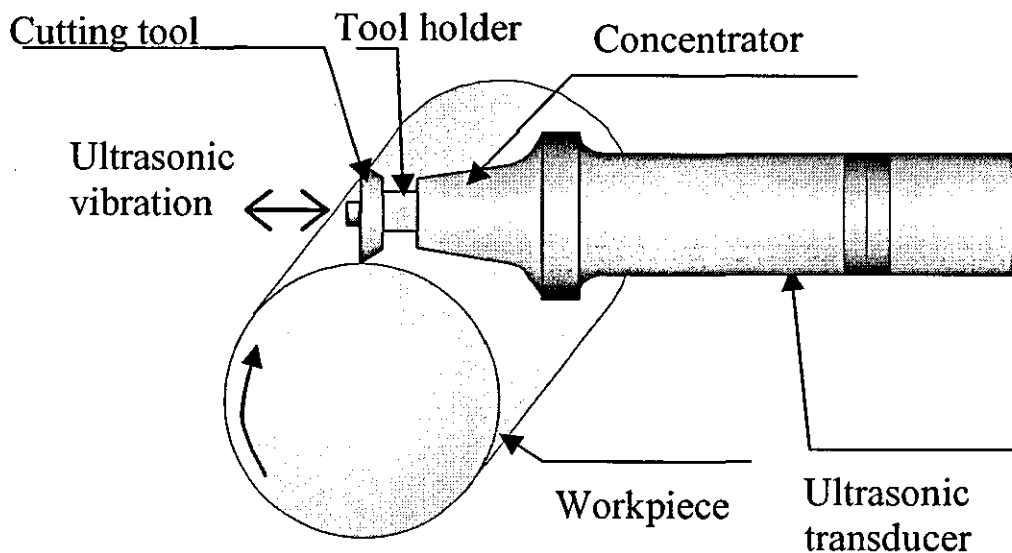 Cutting tool
Tool holder
Concentrator
Ultrasonic
vibration
Workpiece
Ultrasonic
transducer